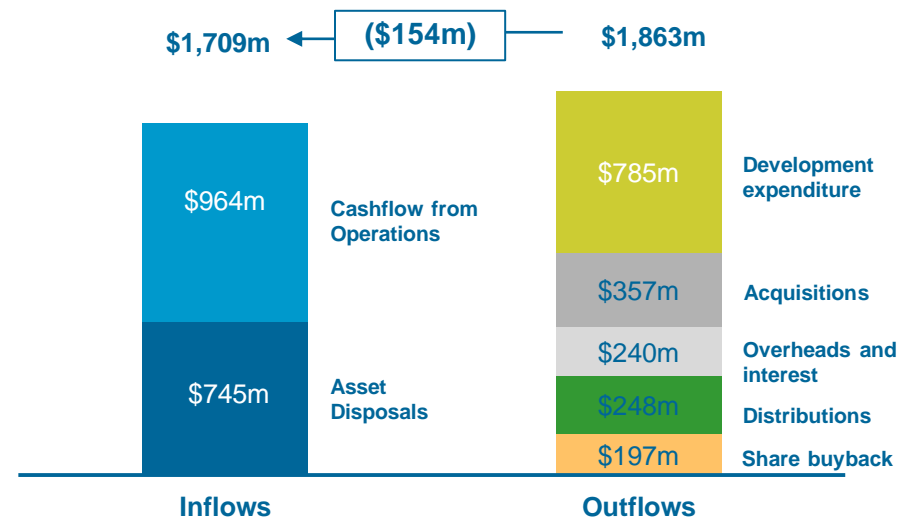 $1,709m
($154m)
$1,863m
$964m
Cashflow from
Operations
$745m
Asset
Disposals
$785m
Development
expenditure
$357m
Acquisitions
$240m
Overheads and
interest
$248m
Distributions
$197m
Share buyback
Inflows
Outflows